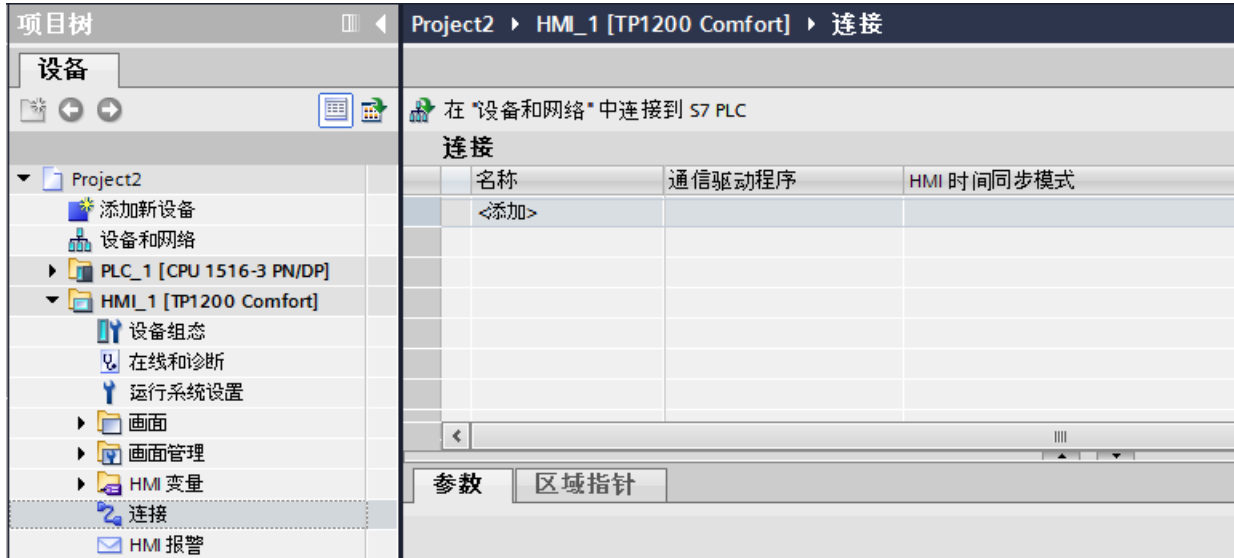 项目树
设备
Project2
添加新设备
设备和网络
PLC_1 [CPU 1516-3 PN/DP]
HMI_1 [TP1200 Comfort]
设备组态
在线和诊断
运行系统设置
画面
画面管理
HMI 变量
连接
HMI 报警
Project2 HMI_1 [TP1200 Comfort] 连接
在 "设备和网络" 中连接到 S7 PLC
连接
名称 通信驱动程序 HMI 时间同步模式
<添加>
参数 区域指针